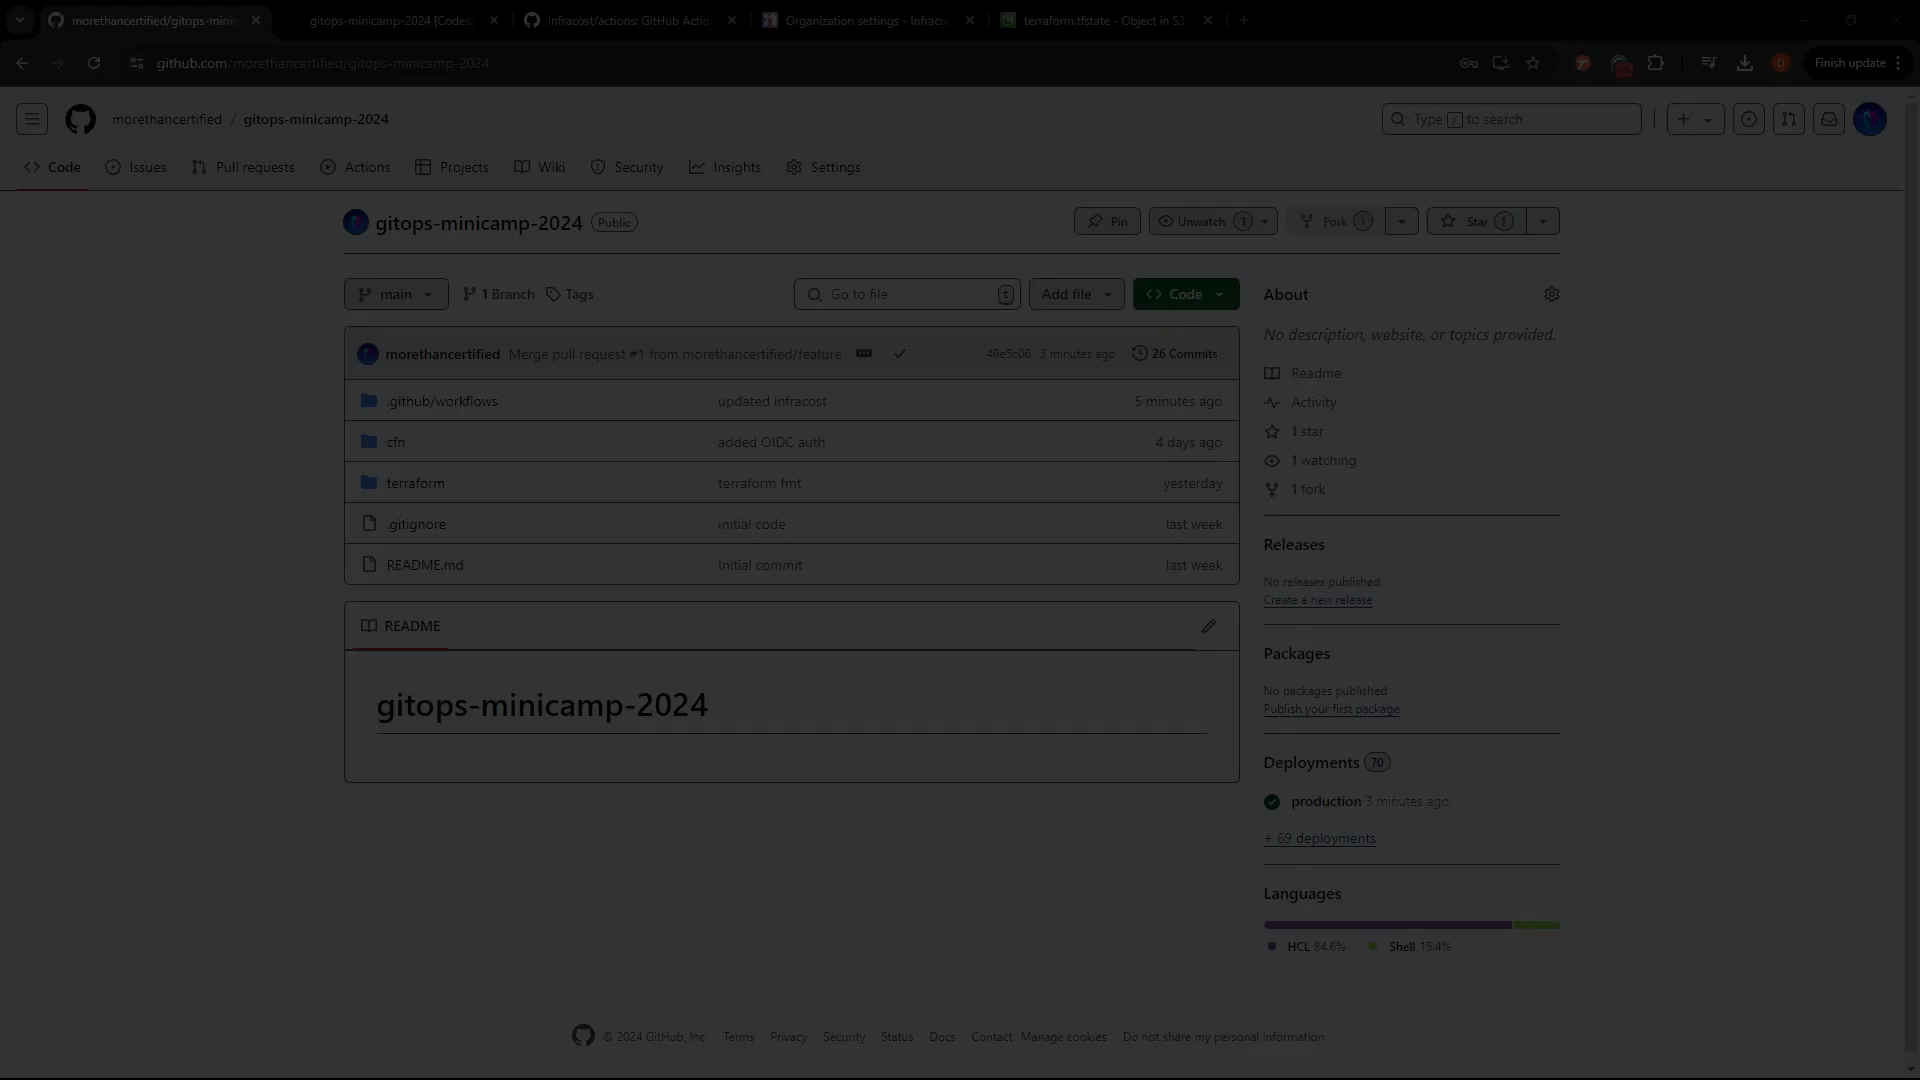 morethancertified/gitops-mini
gitops-minicamp-2024 [Codes
infracost/actions: GitHub Actio
Organization settings - Infraco
terraform.tfstate - Object in S3
github.com/morethancertified/gitops-minicamp-2024
Finish update
morethancertified / gitops-minicamp-2024
Type / to search
Code
Issues
Pull requests
Actions
Projects
Wiki
Security
Insights
Settings
gitops-minicamp-2024 Public
Pin
Unwatch 1
Fork 1
Star 1
main
1 Branch
Tags
Go to file t
Add file
Code
morethancertified Merge pull request #1 from morethancertified/feature 49e5c06 3 minutes ago 26 Commits
.github/workflows updated infracost 5 minutes ago
cfn added OIDC auth 4 days ago
terraform terraform fmt yesterday
.gitignore initial code last week
README.md Initial commit last week
README
gitops-minicamp-2024
About
No description, website, or topics provided.
Readme
Activity
1 star
1 watching
1 fork
Releases
No releases published
Create a new release
Packages
No packages published
Publish your first package
Deployments 70
production 3 minutes ago
+ 69 deployments
Languages
HCL 84.6% Shell 15.4%
© 2024 GitHub, Inc. Terms Privacy Security Status Docs Contact Manage cookies Do not share my personal information